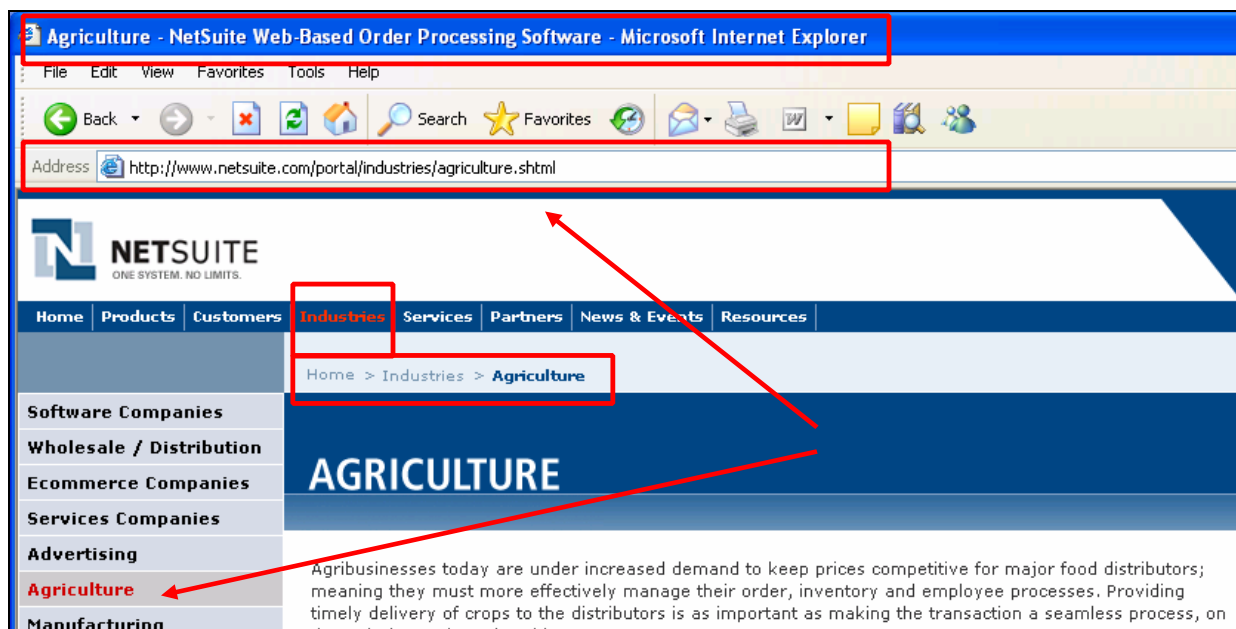 Agriculture - NetSuite Web-Based Order Processing Software - Microsoft Internet Explorer
File Edit View Favorites Tools Help
Back Search Favorites
Address http://www.netsuite.com/portal/industries/agriculture.shtml
NETSUITE
ONE SYSTEM. NO LIMITS.
Home Products Customers Industries Services Partners News & Events Resources
Home > Industries > Agriculture
Software Companies
Wholesale / Distribution
Ecommerce Companies
Services Companies
Advertising
Agriculture
Manufacturing
AGRICULTURE
Agribusinesses today are under increased demand to keep prices competitive for major food distributors;
meaning they must more effectively manage their order, inventory and employee processes. Providing
timely delivery of crops to the distributors is as important as making the transaction a seamless process, on